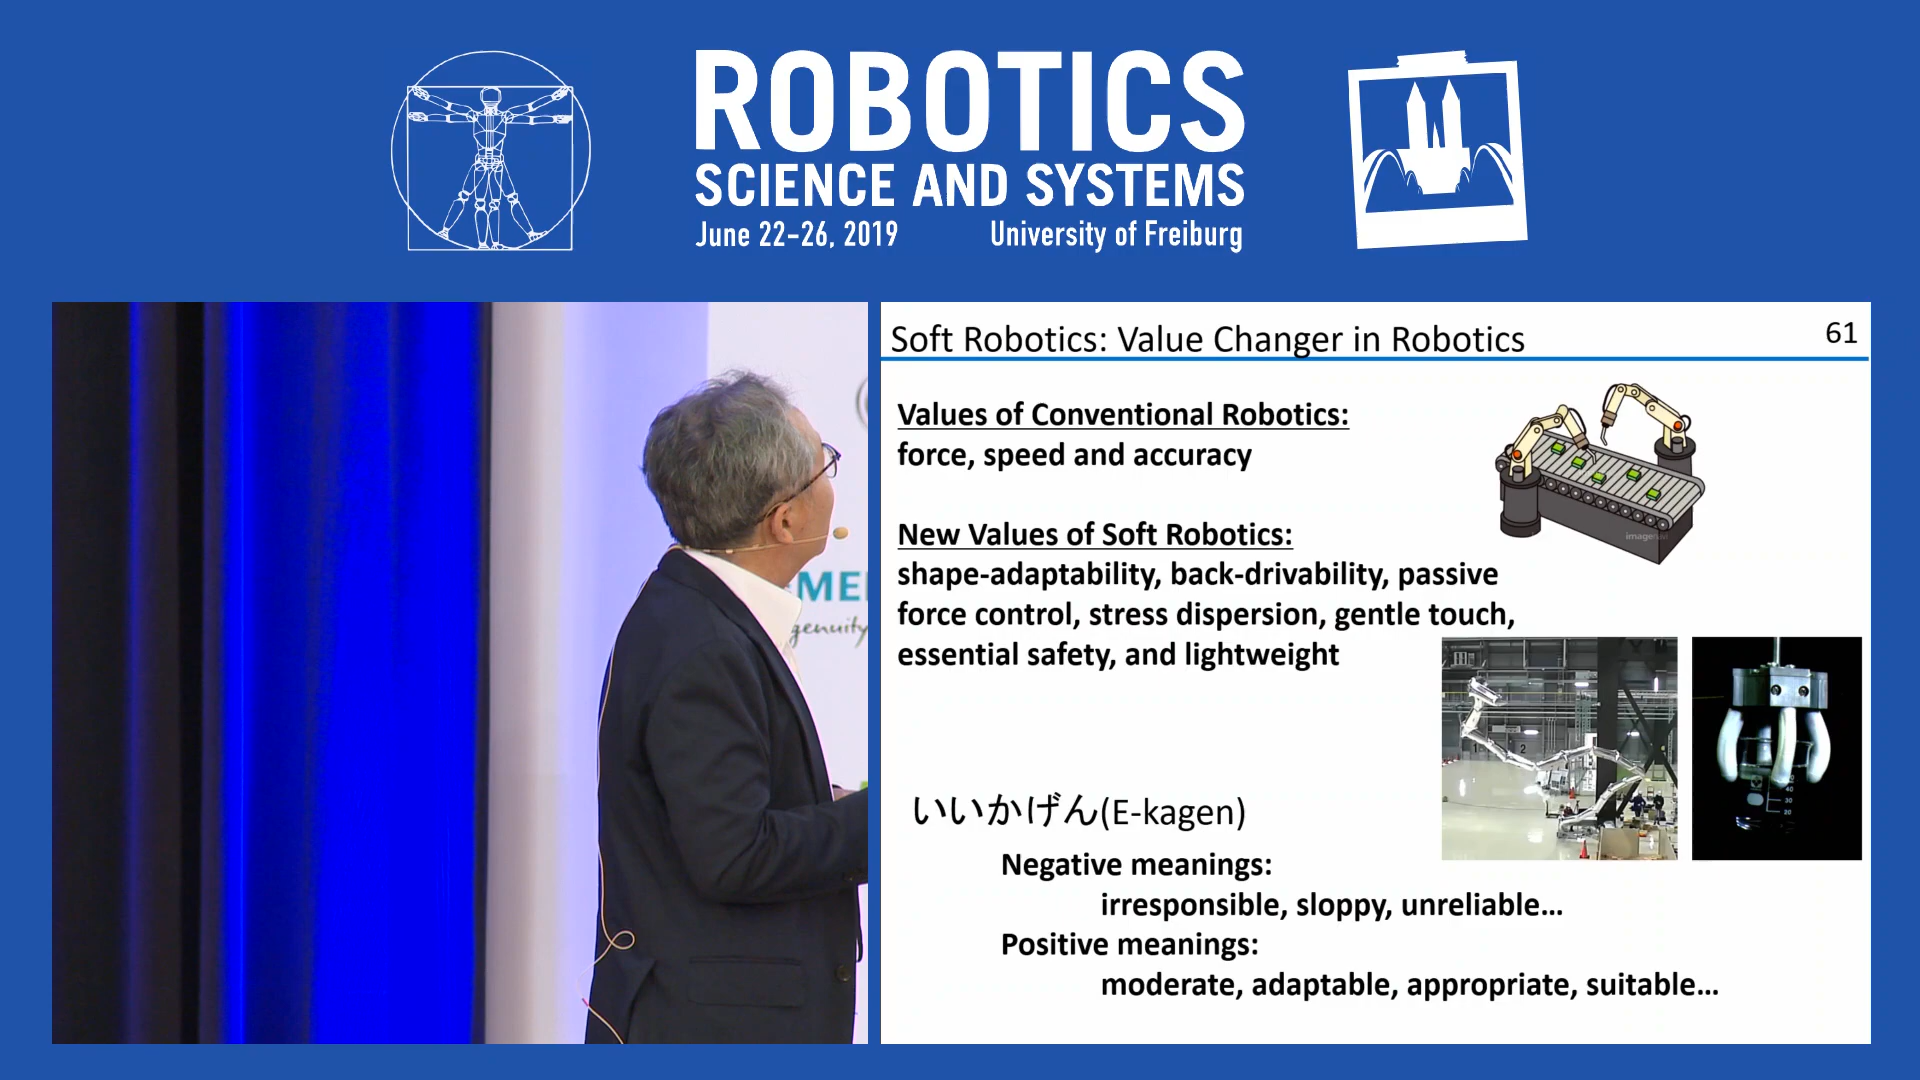 ROBOTICS
SCIENCE AND SYSTEMS
June 22-26, 2019 University of Freiburg
Soft Robotics: Value Changer in Robotics 61
Values of Conventional Robotics:
force, speed and accuracy
New Values of Soft Robotics:
shape-adaptability, back-drivability, passive
force control, stress dispersion, gentle touch,
essential safety, and lightweight
いいかげん(E-kagen)
Negative meanings:
irresponsible, sloppy, unreliable…
Positive meanings:
moderate, adaptable, appropriate, suitable…
genuity